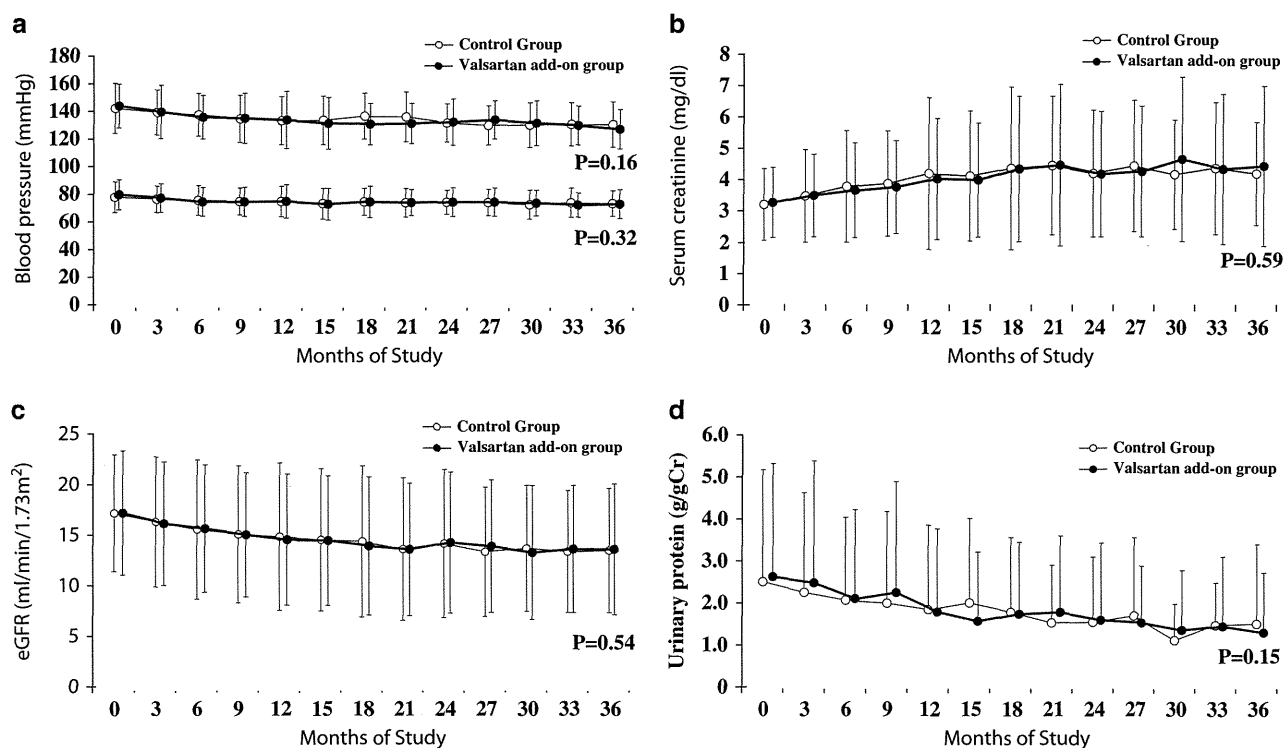 a
Control Group
Valsartan add-on group
Blood pressure (mmHg)
180
160
140
120
100
80
60
40
20
0
P=0.16
P=0.32
0 3 6 9 12 15 18 21 24 27 30 33 36
Months of Study
b
Control Group
Valsartan add-on group
Serum creatinine (mg/dl)
8
7
6
5
4
3
2
1
0
P=0.59
0 3 6 9 12 15 18 21 24 27 30 33 36
Months of Study
c
Control Group
Valsartan add-on group
eGFR (ml/min/1.73m²)
25
20
15
10
5
0
P=0.54
0 3 6 9 12 15 18 21 24 27 30 33 36
Months of Study
d
Control Group
Valsartan add-on group
Urinary protein (g/gCr)
6.0
5.0
4.0
3.0
2.0
1.0
0
P=0.15
0 3 6 9 12 15 18 21 24 27 30 33 36
Months of Study